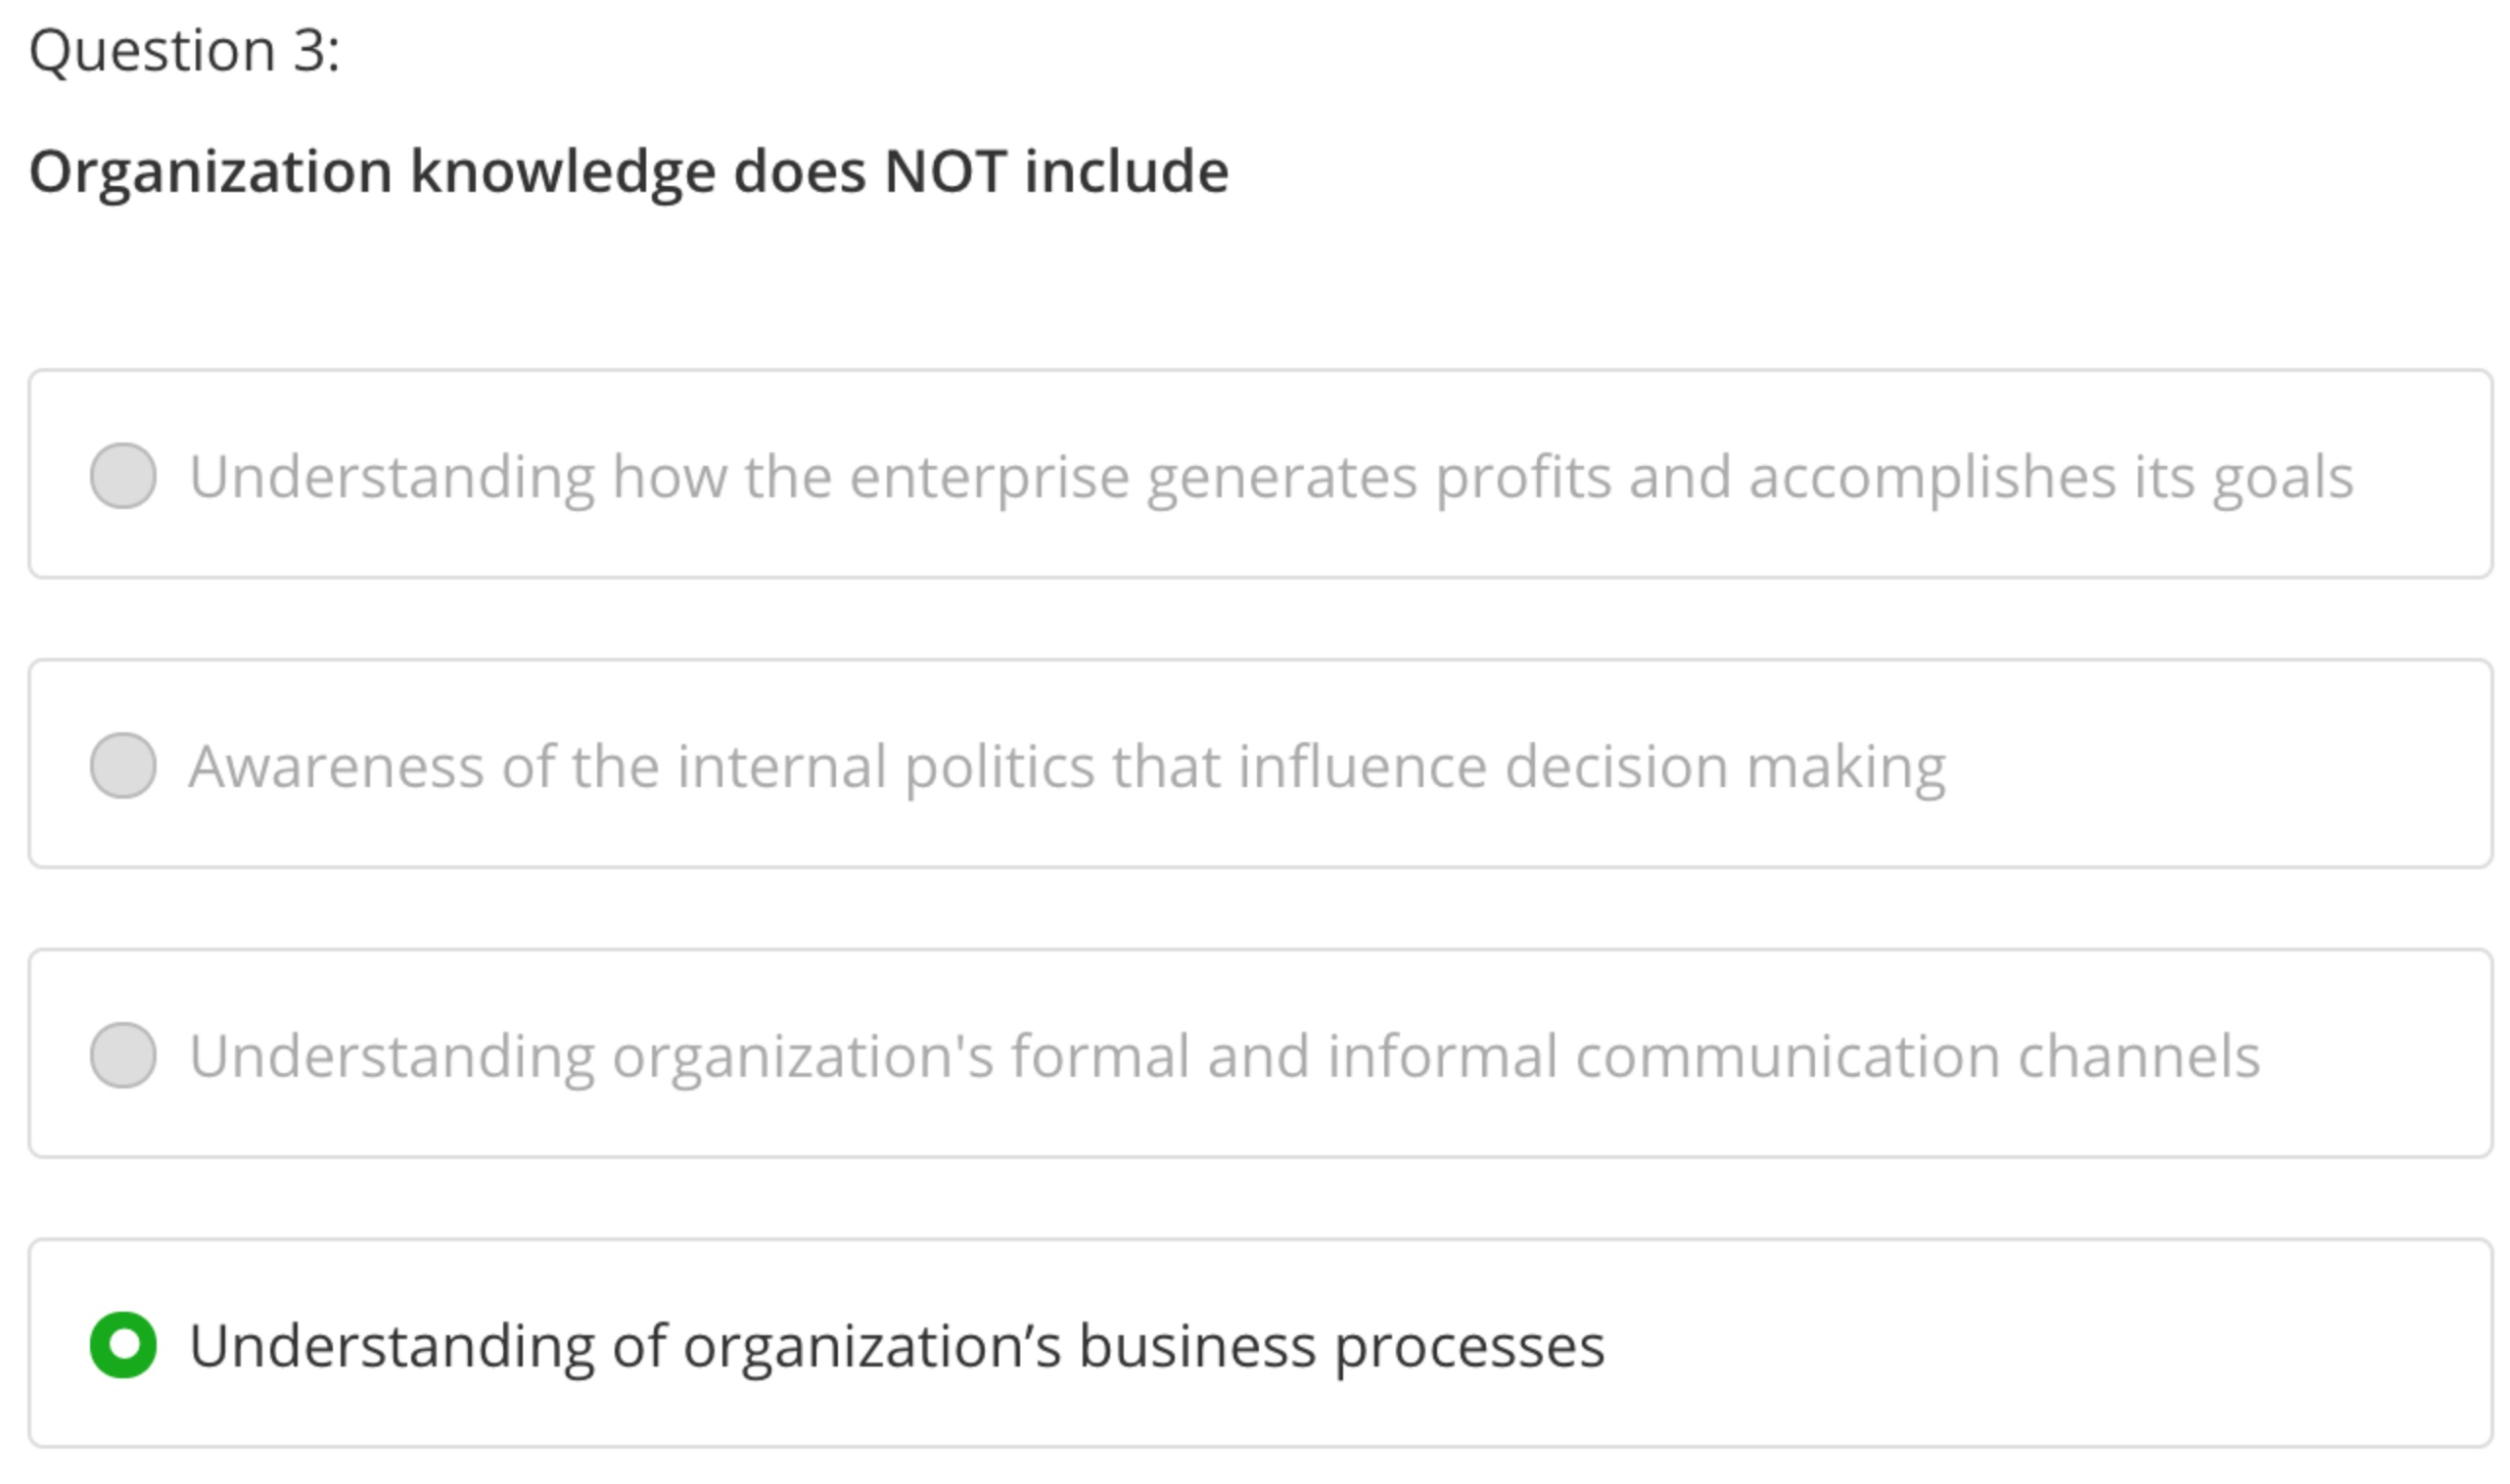 Question 3:
Organization knowledge does NOT include
Understanding how the enterprise generates profits and accomplishes its goals
Awareness of the internal politics that influence decision making
Understanding organization's formal and informal communication channels
Understanding of organization’s business processes